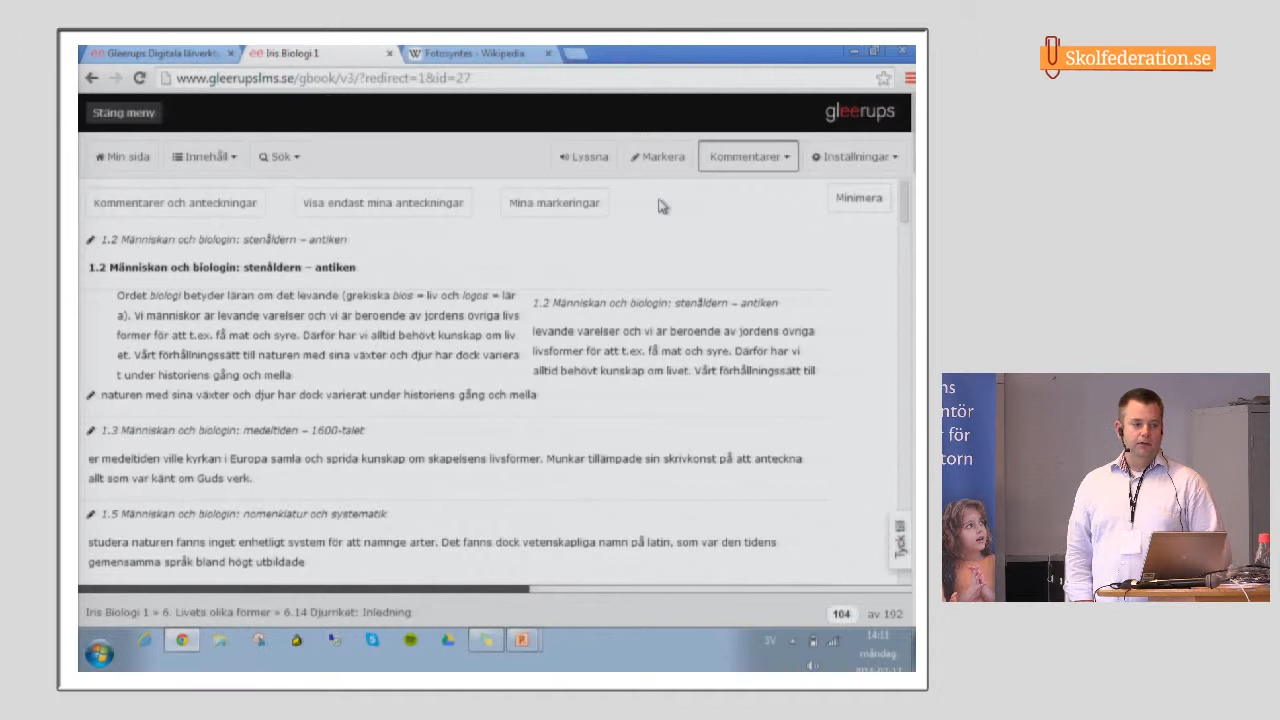 Gleerups Digitala lärverkt
Iris Biologi 1
Fotosyntes - Wikipedia
www.gleerupslms.se/gbook/v3/?redirect=1&id=27
Stäng meny
gleerups
Min sida
Innehåll
Sök
Lyssna
Markera
Kommentarer
Inställningar
Kommentarer och anteckningar
Visa endast mina anteckningar
Mina markeringar
Minimera
1.2 Människan och biologin: stenåldern – antiken
1.2 Människan och biologin: stenåldern – antiken
Ordet biologi betyder läran om det levande (grekiska bios = liv och logos = lär
a). Vi människor är levande varelser och vi är beroende av jordens övriga livs
former för att t.ex. få mat och syre. Därför har vi alltid behövt kunskap om liv
et. Vårt förhållningssätt till naturen med sina växter och djur har dock variera
t under historiens gång och mella
1.2 Människan och biologin: stenåldern – antiken
levande varelser och vi är beroende av jordens övriga
livsformer för att t.ex. få mat och syre. Därför har vi
alltid behövt kunskap om livet. Vårt förhållningssätt till
naturen med sina växter och djur har dock varierat under historiens gång och mella
1.3 Människan och biologin: medeltiden – 1600-talet
er medeltiden ville kyrkan i Europa samla och sprida kunskap om skapelsens livsformer. Munkar tillämpade sin skrivkonst på att anteckna
allt som var känt om Guds verk.
1.5 Människan och biologin: nomenklatur och systematik
studera naturen fanns inget enhetligt system för att namnge arter. Det fanns dock vetenskapliga namn på latin, som var den tidens
gemensamma språk bland högt utbildade
Tyck till
Iris Biologi 1 » 6. Livets olika former » 6.14 Djurriket: Inledning
104 av 192
SV
14:11
måndag
Skolfederation.se
ns
ntör
för
torn